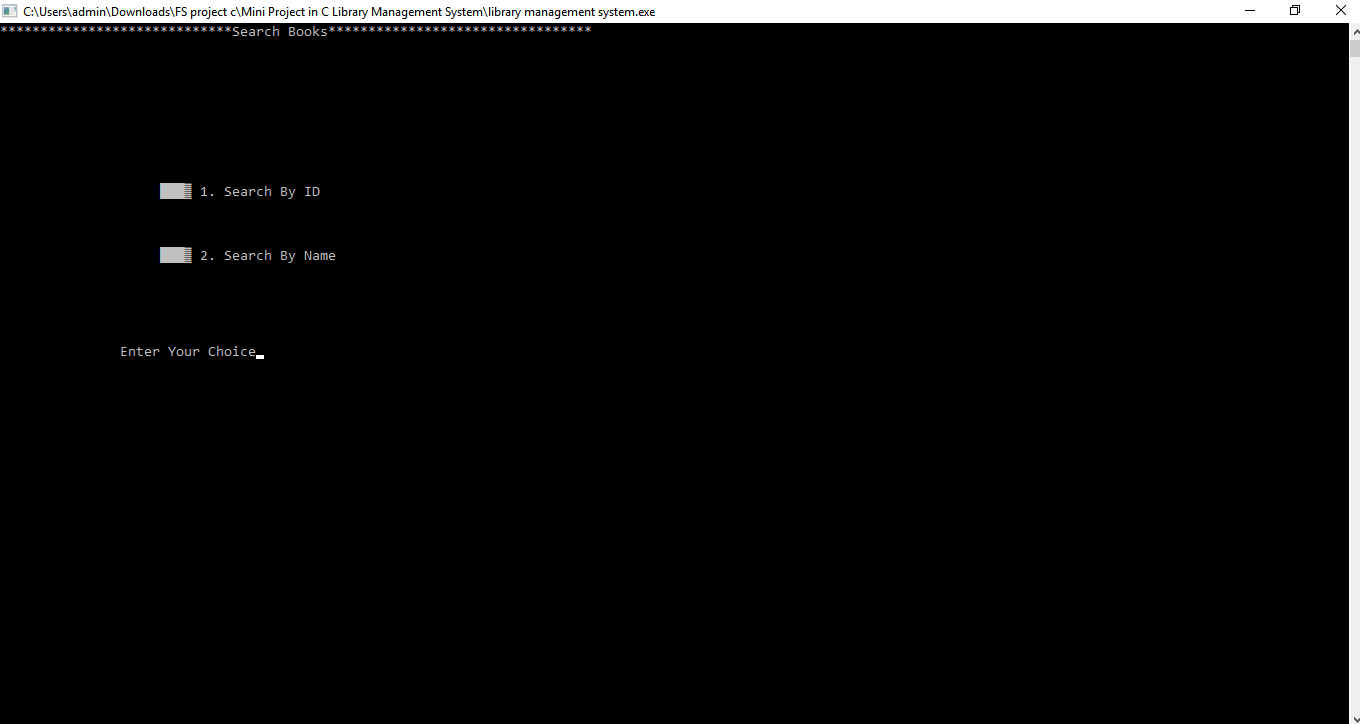 C:\Users\admin\Downloads\FS project c\Mini Project in C Library Management System\library management system.exe
*****************************Search Books*********************************
1. Search By ID
2. Search By Name
Enter Your Choice